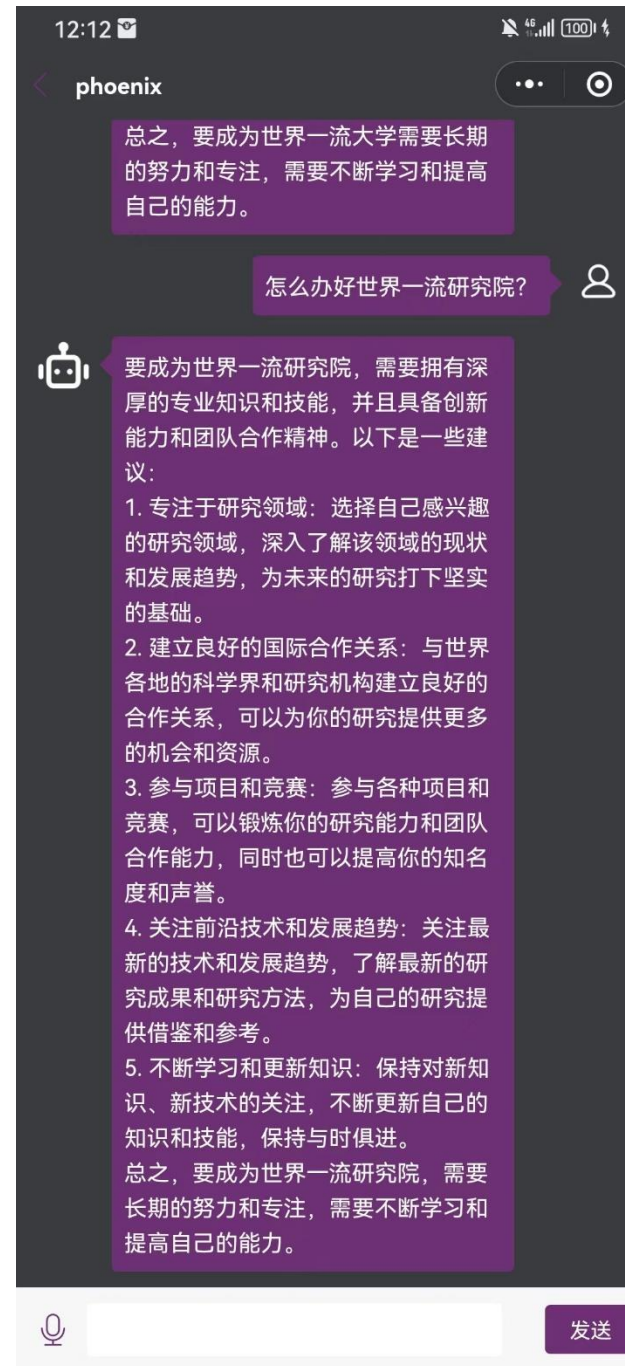 12:12
4G
100
phoenix
总之，要成为世界一流大学需要长期
的努力和专注，需要不断学习和提高
自己的能力。
怎么办好世界一流研究院？
要成为世界一流研究院，需要拥有深
厚的专业知识和技能，并且具备创新
能力和团队合作精神。以下是一些建
议：
1. 专注于研究领域：选择自己感兴趣
的研究领域，深入了解该领域的现状
和发展趋势，为未来的研究打下坚实
的基础。
2. 建立良好的国际合作关系：与世界
各地的科学界和研究机构建立良好的
合作关系，可以为你的研究提供更多
的机会和资源。
3. 参与项目和竞赛：参与各种项目和
竞赛，可以锻炼你的研究能力和团队
合作能力，同时也可以提高你的知名
度和声誉。
4. 关注前沿技术和发展趋势：关注最
新的技术和发展趋势，了解最新的研
究成果和研究方法，为自己的研究提
供借鉴和参考。
5. 不断学习和更新知识：保持对新知
识、新技术的关注，不断更新自己的
知识和技能，保持与时俱进。
总之，要成为世界一流研究院，需要
长期的努力和专注，需要不断学习和
提高自己的能力。
发送